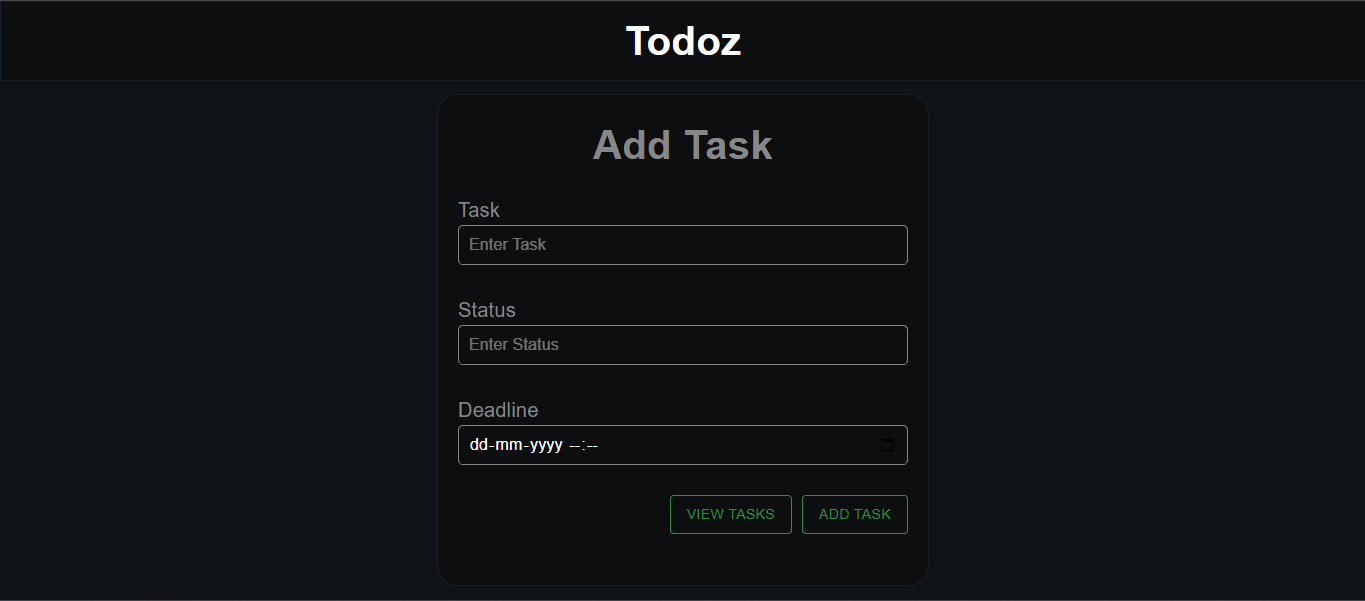 Todoz
Add Task
Task
Enter Task
Status
Enter Status
Deadline
dd-mm-yyyy --:--
VIEW TASKS ADD TASK